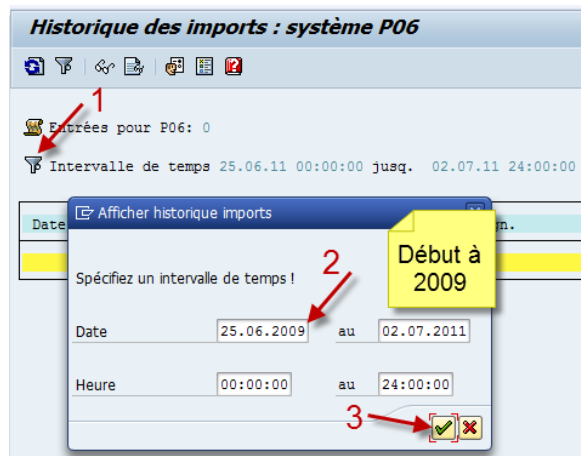 Historique des imports : système P06
1
Entrées pour P06: 0
Intervalle de temps 25.06.11 00:00:00 jusq. 02.07.11 24:00:00
Afficher historique imports
Date gn.
Spécifiez un intervalle de temps !
2
Début à
2009
Date 25.06.2009 au 02.07.2011
Heure 00:00:00 au 24:00:00
3